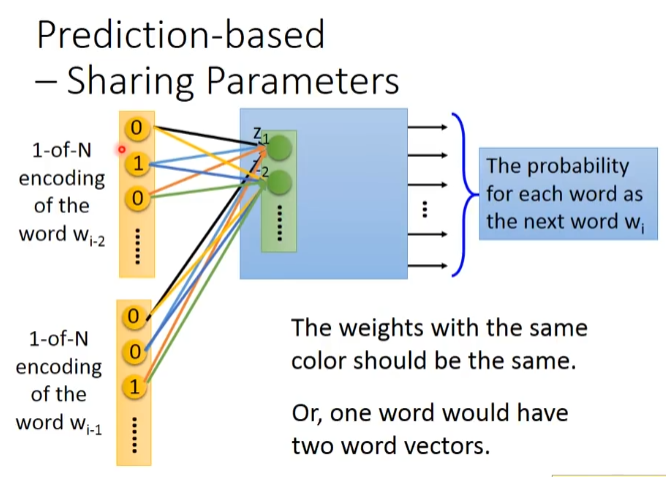 Prediction-based
– Sharing Parameters
1-of-N
encoding
of the
word w_{i-2}
0
1
0
……
z_1
z_2
……
The probability
for each word as
the next word w_i
1-of-N
encoding
of the
word w_{i-1}
0
0
1
……
The weights with the same
color should be the same.
Or, one word would have
two word vectors.